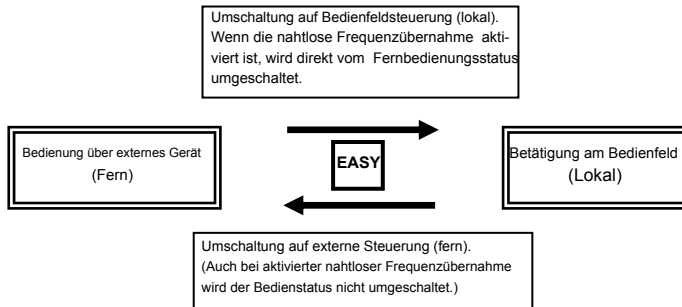 Umschaltung auf Bedienfeldsteuerung (lokal).
Wenn die nahtlose Frequenzübernahme akti-
viert ist, wird direkt vom Fernbedienungsstatus
umgeschaltet.
Bedienung über externes Gerät
(Fern)
EASY
Betätigung am Bedienfeld
(Lokal)
Umschaltung auf externe Steuerung (fern).
(Auch bei aktivierter nahtloser Frequenzübernahme
wird der Bedienstatus nicht umgeschaltet.)